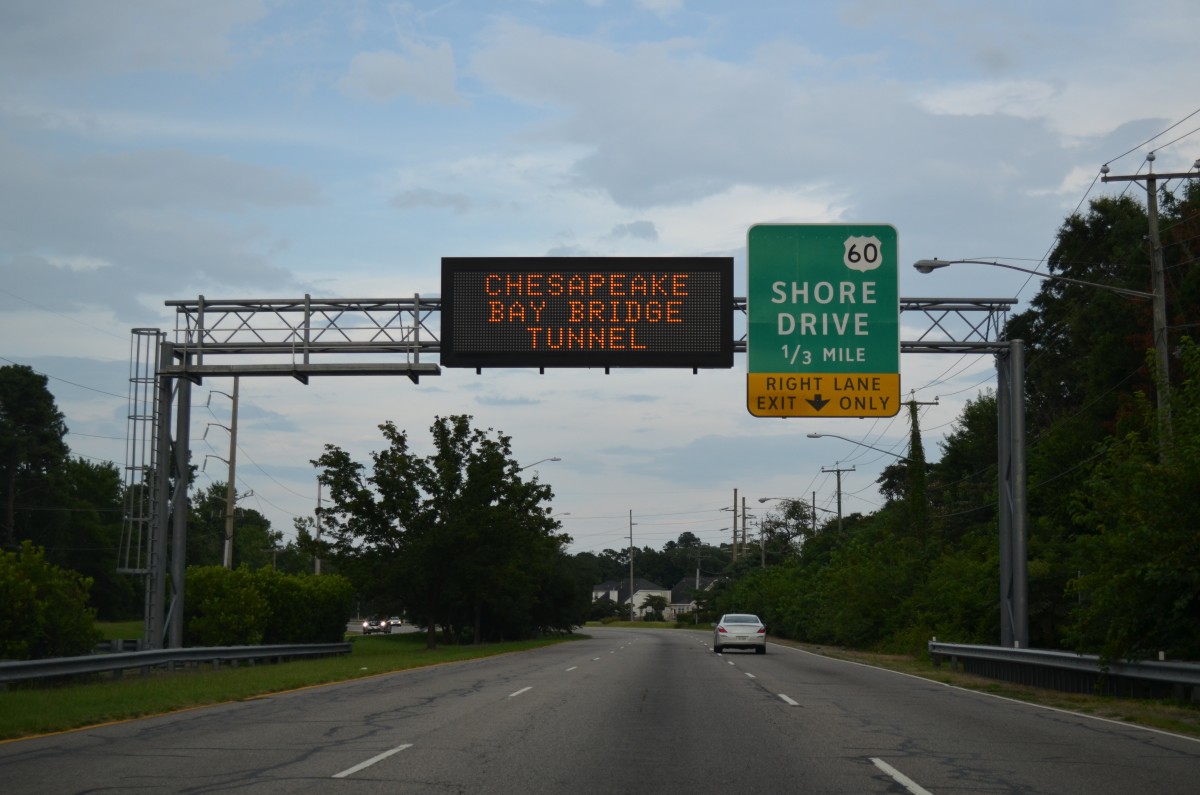 CHESAPEAKE
BAY BRIDGE
TUNNEL
60
SHORE
DRIVE
1/3 MILE
RIGHT LANE
EXIT ONLY